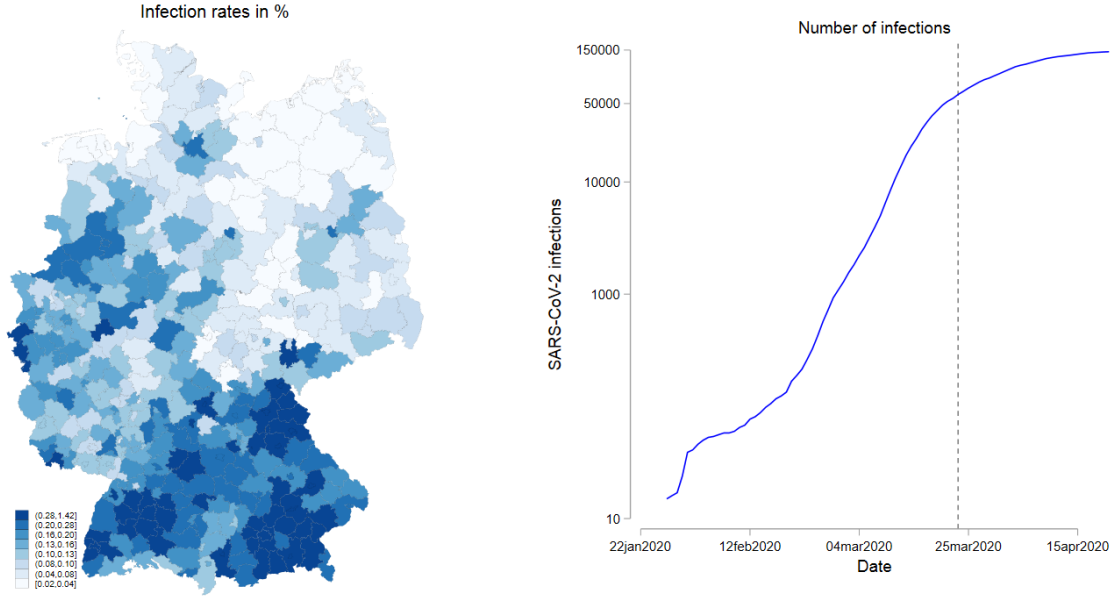 Infection rates in %
(0.28,1.42]
(0.20,0.28]
(0.16,0.20]
(0.13,0.16]
(0.10,0.13]
(0.08,0.10]
(0.04,0.08]
[0.02,0.04]
Number of infections
SARS-CoV-2 infections
150000
50000
10000
1000
10
22jan2020 12feb2020 04mar2020 25mar2020 15apr2020
Date